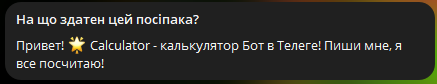 На що здатен цей посіпака?
Привет! 🌟 Calculator - калькулятор Бот в Телеге! Пиши мне, я
все посчитаю!